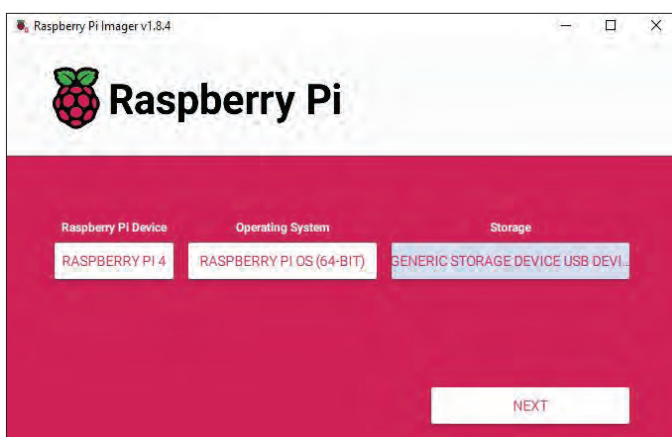 Raspberry Pi Imager v1.8.4
Raspberry Pi
Raspberry Pi Device
Operating System
Storage
RASPBERRY PI 4
RASPBERRY PI OS (64-BIT)
GENERIC STORAGE DEVICE USB DEVI...
NEXT